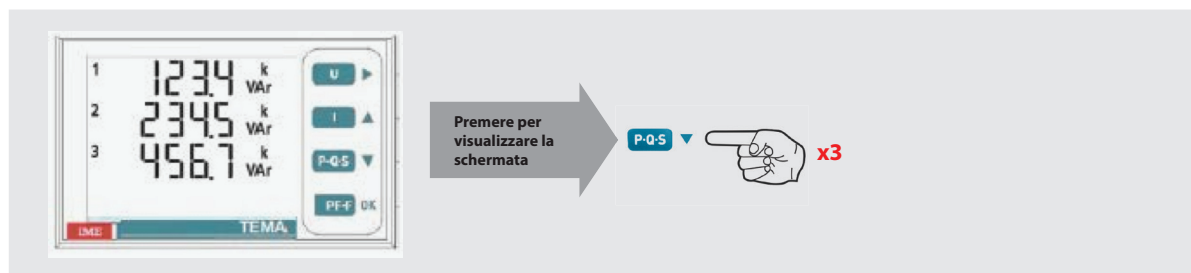 1 123.4 k VAr
2 234.5 k VAr
3 456.7 k VAr
U
I
P•Q•S
PF•F OK
IME
TEMA
Premere per
visualizzare la
schermata
P•Q•S
x3